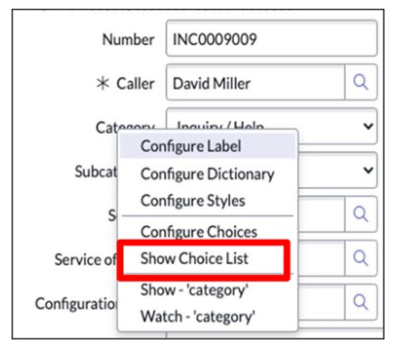 Number INC0009009
* Caller David Miller
Category Inquiry / Help
Configure Label
Subcat
Configure Dictionary
Configure Styles
S
Configure Choices
Service of
Show Choice List
Configuration
Show - 'category'
Watch - 'category'